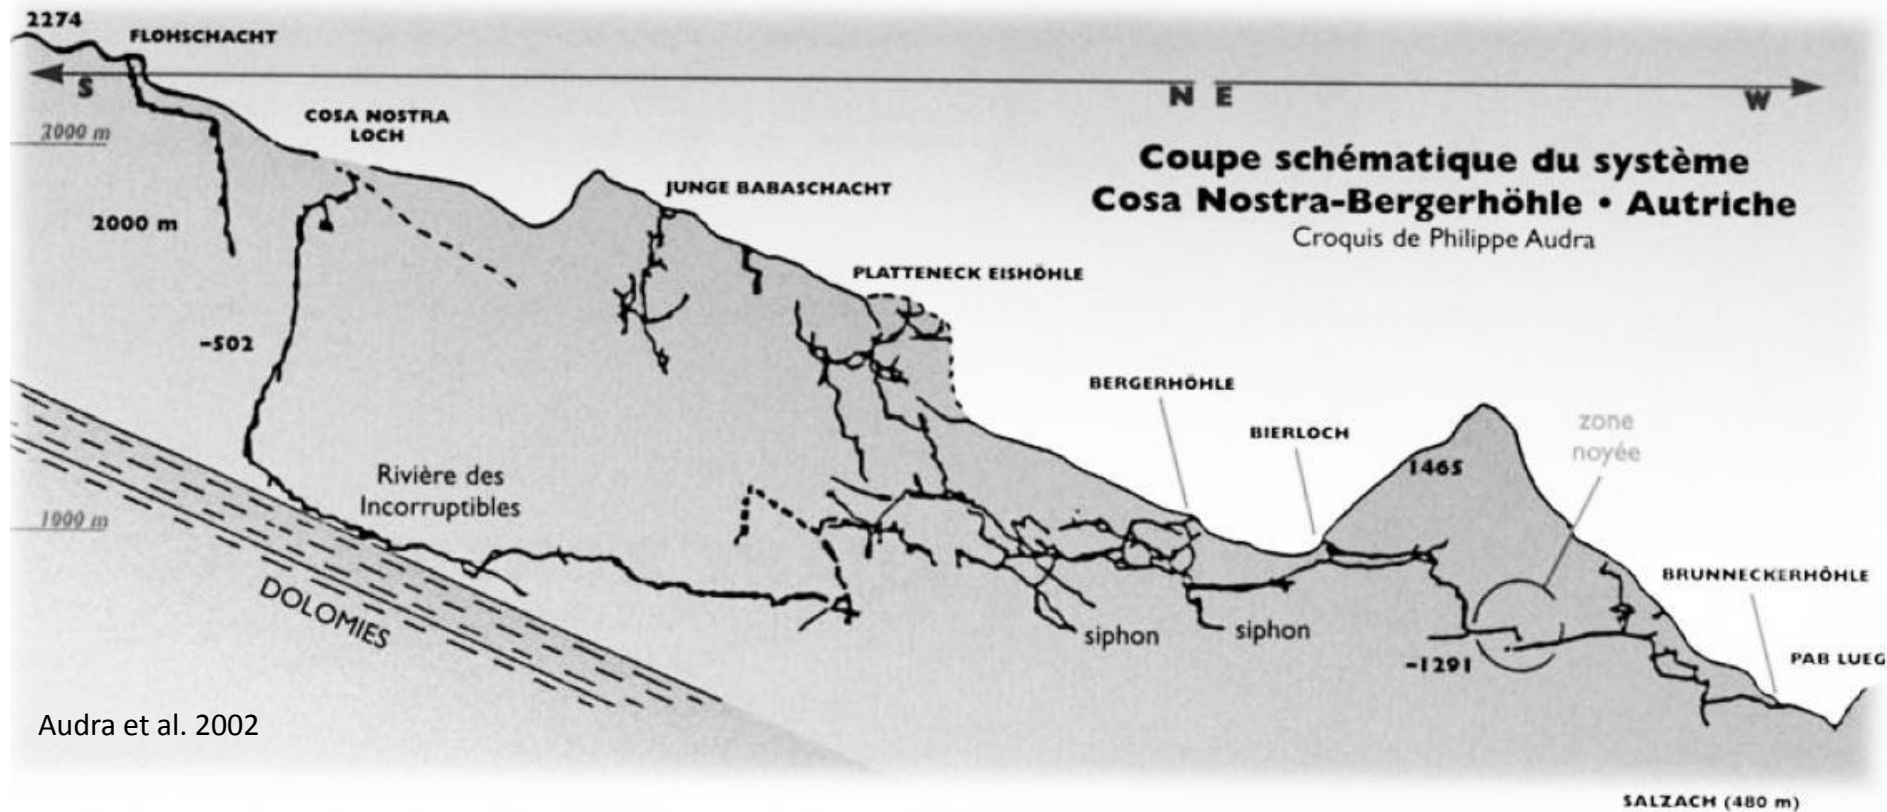 2274
FLOHSCHACHT
S
N E
W
2000 m
COSA NOSTRA
LOCH
Coupe schématique du système
Cosa Nostra-Bergerhöhle • Autriche
Croquis de Philippe Audra
JUNGE BABASCHACHT
2000 m
PLATTENECK EISHÖHLE
-502
BERGERHÖHLE
BIERLOCH
zone
noyée
1465
Rivière des
Incorruptibles
1000 m
DOLOMIES
BRUNNECKERHÖHLE
siphon
siphon
-1291
PAB LUEG
Audra et al. 2002
SALZACH (480 m)